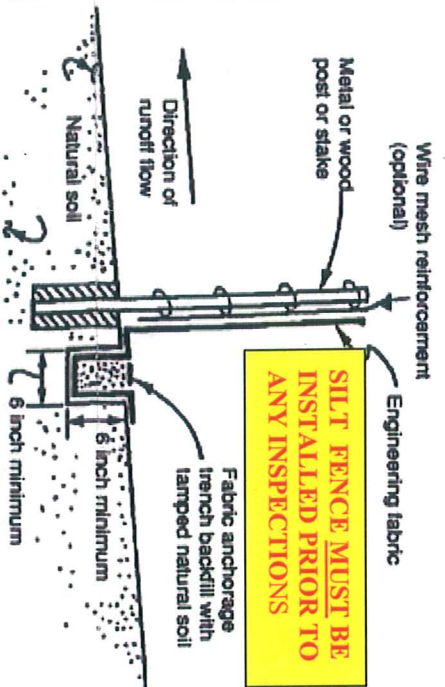 Wire mesh reinforcement
(optional)
Metal or wood
post or stake
Engineering fabric
Direction of
runoff flow
SILT FENCE MUST BE
INSTALLED PRIOR TO
ANY INSPECTIONS
Natural soil
Fabric anchorage
trench backfill with
tamped natural soil
6 inch minimum
6 inch minimum